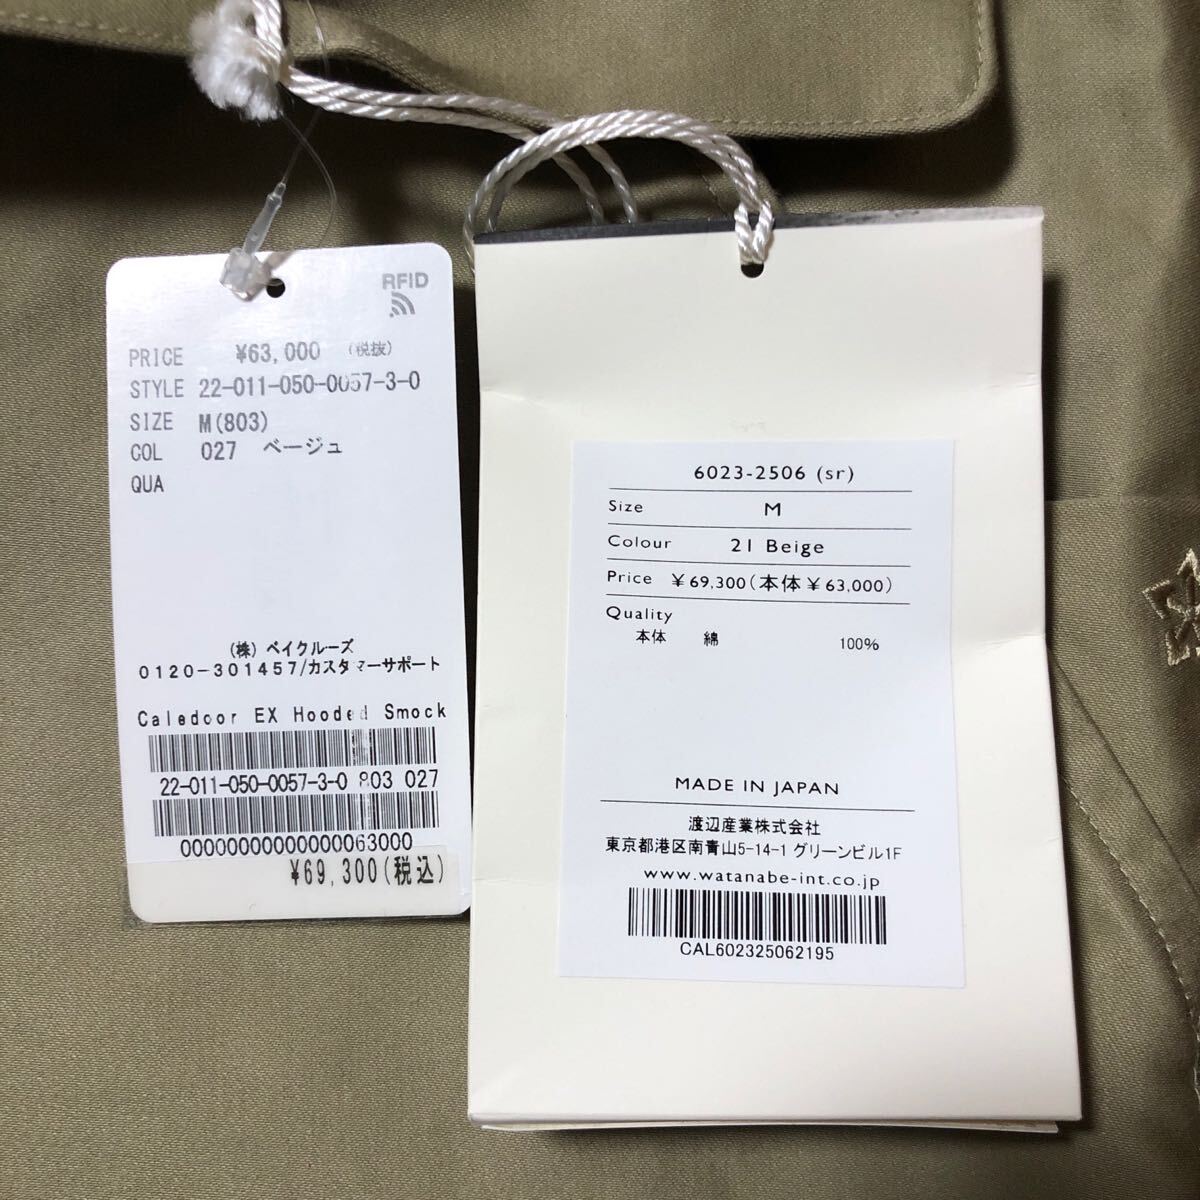 RFID
PRICE ¥63,000 (税抜)
STYLE 22-011-050-0057-3-0
SIZE M(803)
COL 027 ベージュ
QUA
(株) ベイクルーズ
0120-301457/カスタマーサポート
Caledoor EX Hooded Smock
22-011-050-0057-3-0 803 027
00000000000000063000
¥69,300(税込)
6023-2506 (sr)
Size M
Colour 21 Beige
Price ¥69,300(本体¥63,000)
Quality
本体 綿 100%
MADE IN JAPAN
渡辺産業株式会社
東京都港区南青山5-14-1 グリーンビル1F
www.watanabe-int.co.jp
CAL602325062195